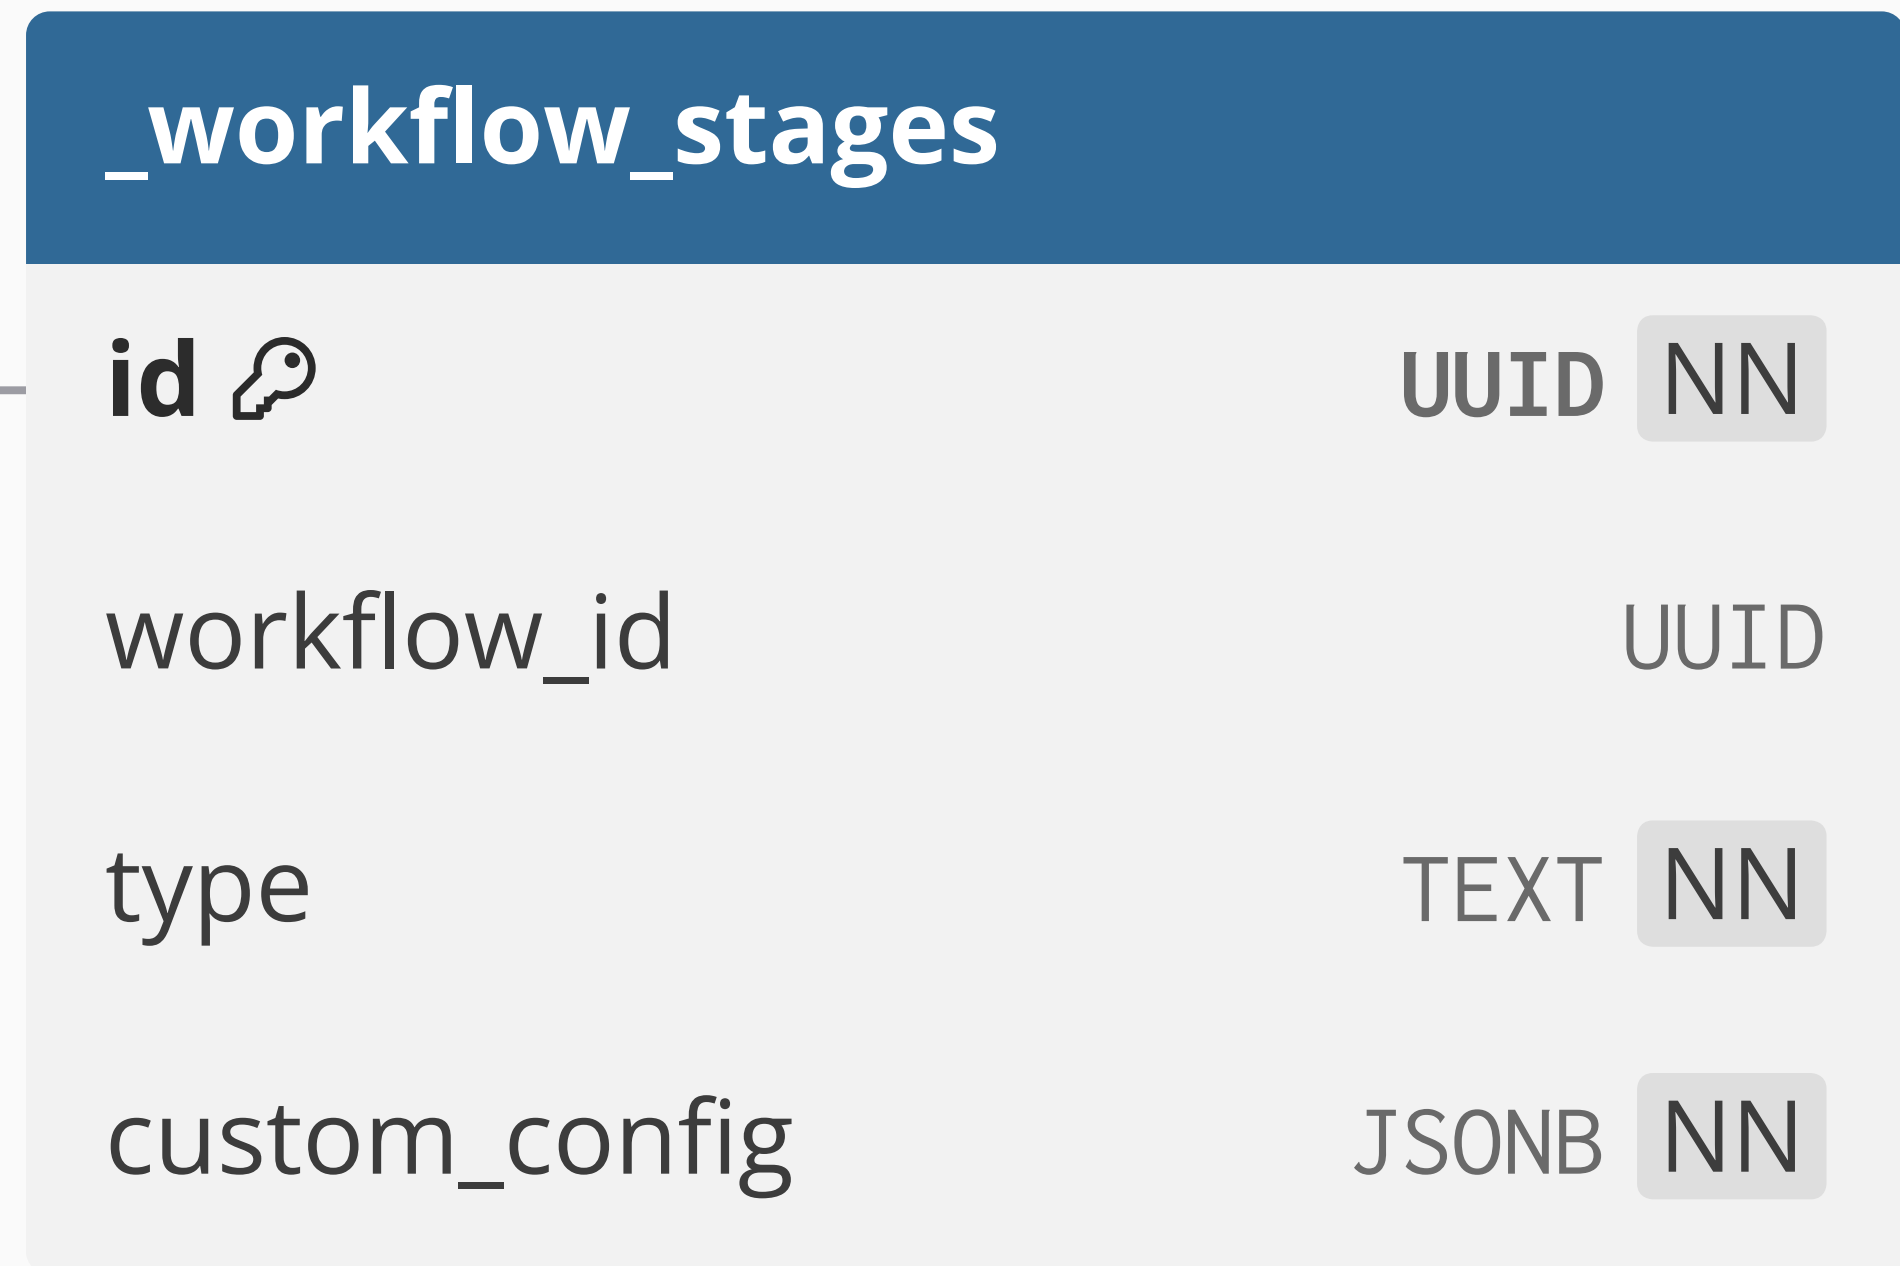 _workflow_stages
id UUID NN
workflow_id UUID
type TEXT NN
custom_config JSONB NN